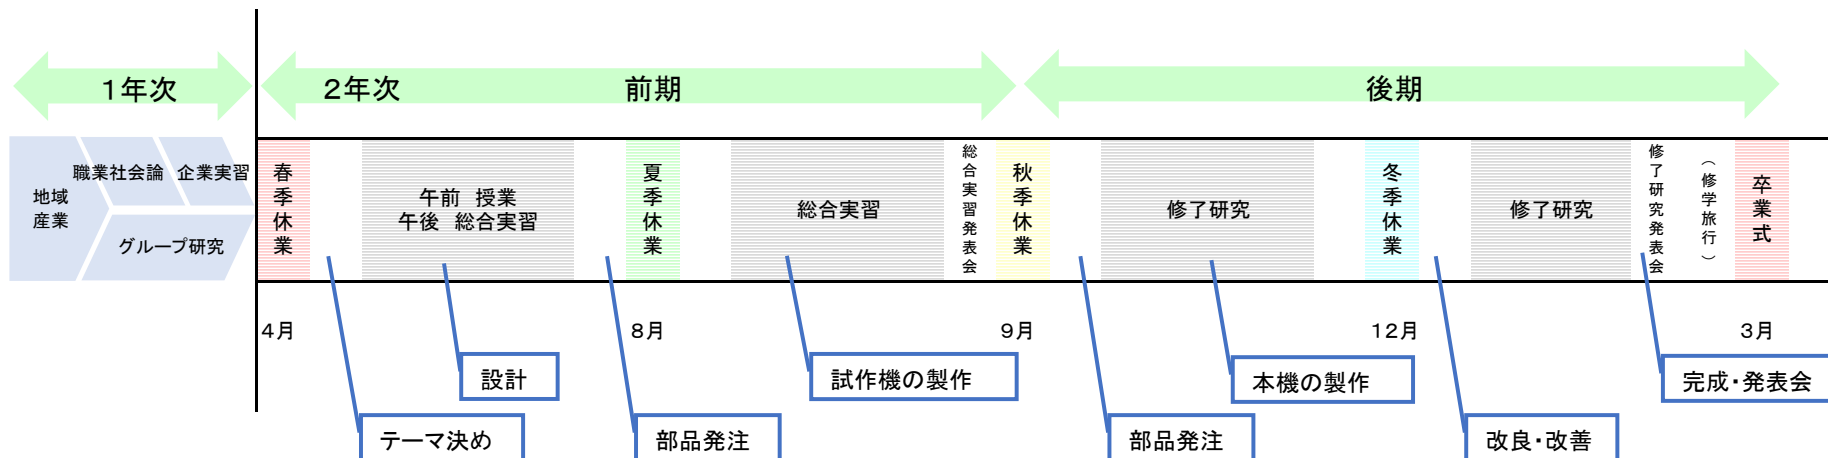 1年次
2年次
前期
後期
地域
産業
職業社会論
企業実習
グループ研究
春季休業
午前 授業
午後 総合実習
夏季休業
総合実習
総合実習発表会
秋季休業
修了研究
冬季休業
修了研究
修了研究発表会
(修学旅行)
卒業式
4月
8月
9月
12月
3月
設計
試作機の製作
本機の製作
完成・発表会
テーマ決め
部品発注
部品発注
改良・改善